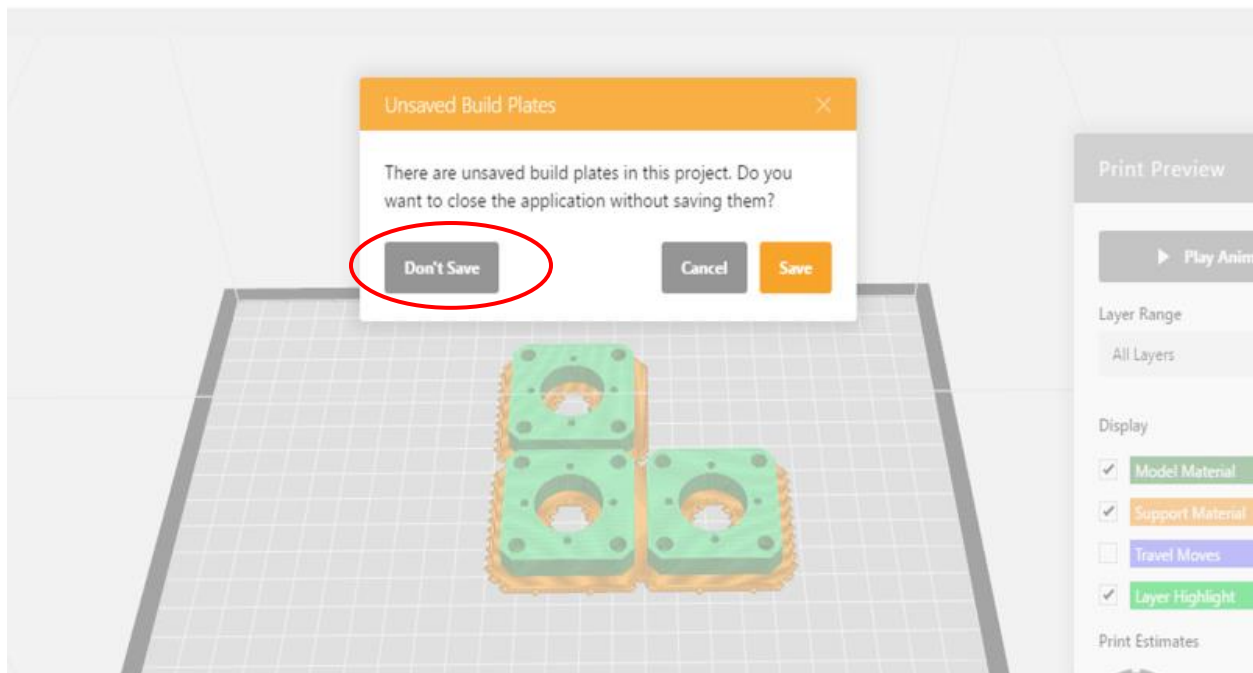 Unsaved Build Plates
There are unsaved build plates in this project. Do you
want to close the application without saving them?
Don't Save
Cancel
Save
Print Preview
Play Anim
Layer Range
All Layers
Display
Model Material
Support Material
Travel Moves
Layer Highlight
Print Estimates